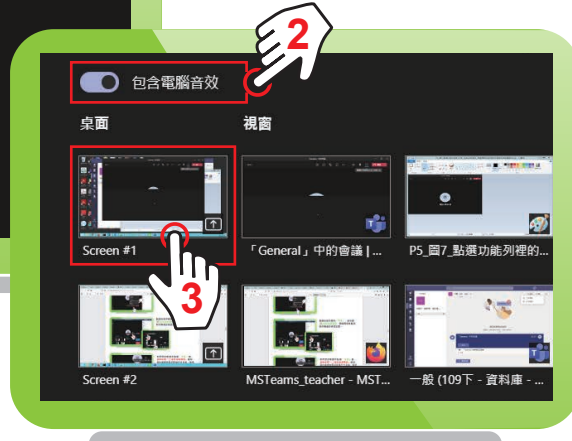 2
包含電腦音效
桌面
視窗
Screen #1
「General」中的會議 | ...
P5_圖7_點選功能列裡的...
3
Screen #2
MSTeams_teacher - MST...
一般 (109下 - 資料庫 - ...